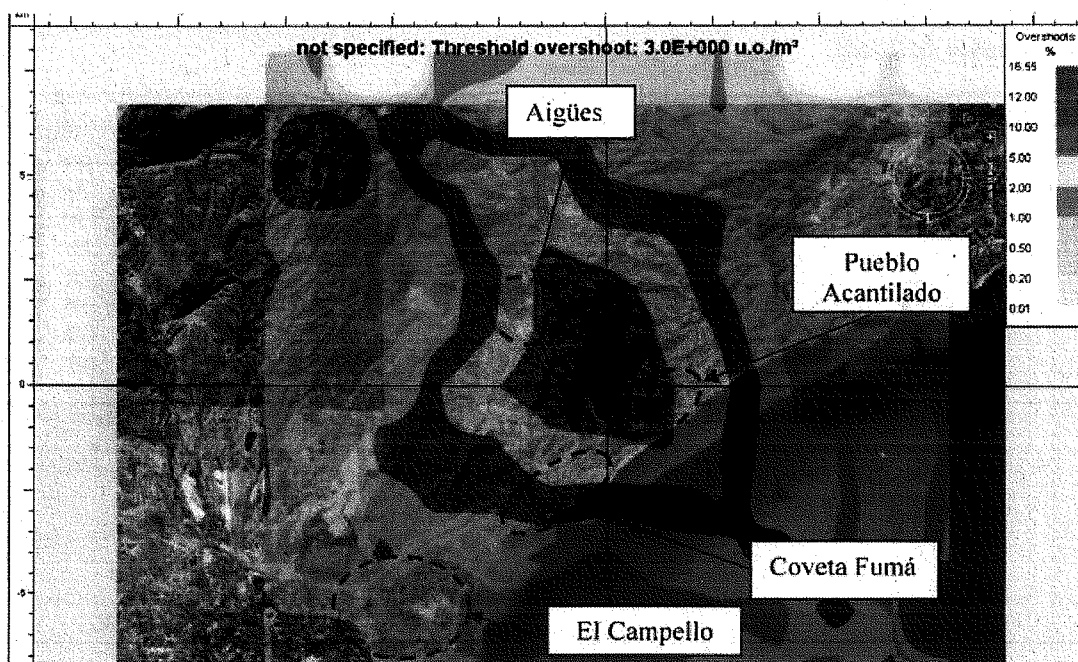 km
not specified: Threshold overshoot: 3.0E+000 u.o./m³
Overshoots
%
16.55
12.00
10.00
5.00
2.00
1.00
0.50
0.20
0.01
Aigües
5
Pueblo
Acantilado
0
Coveta Fumá
-5
El Campello